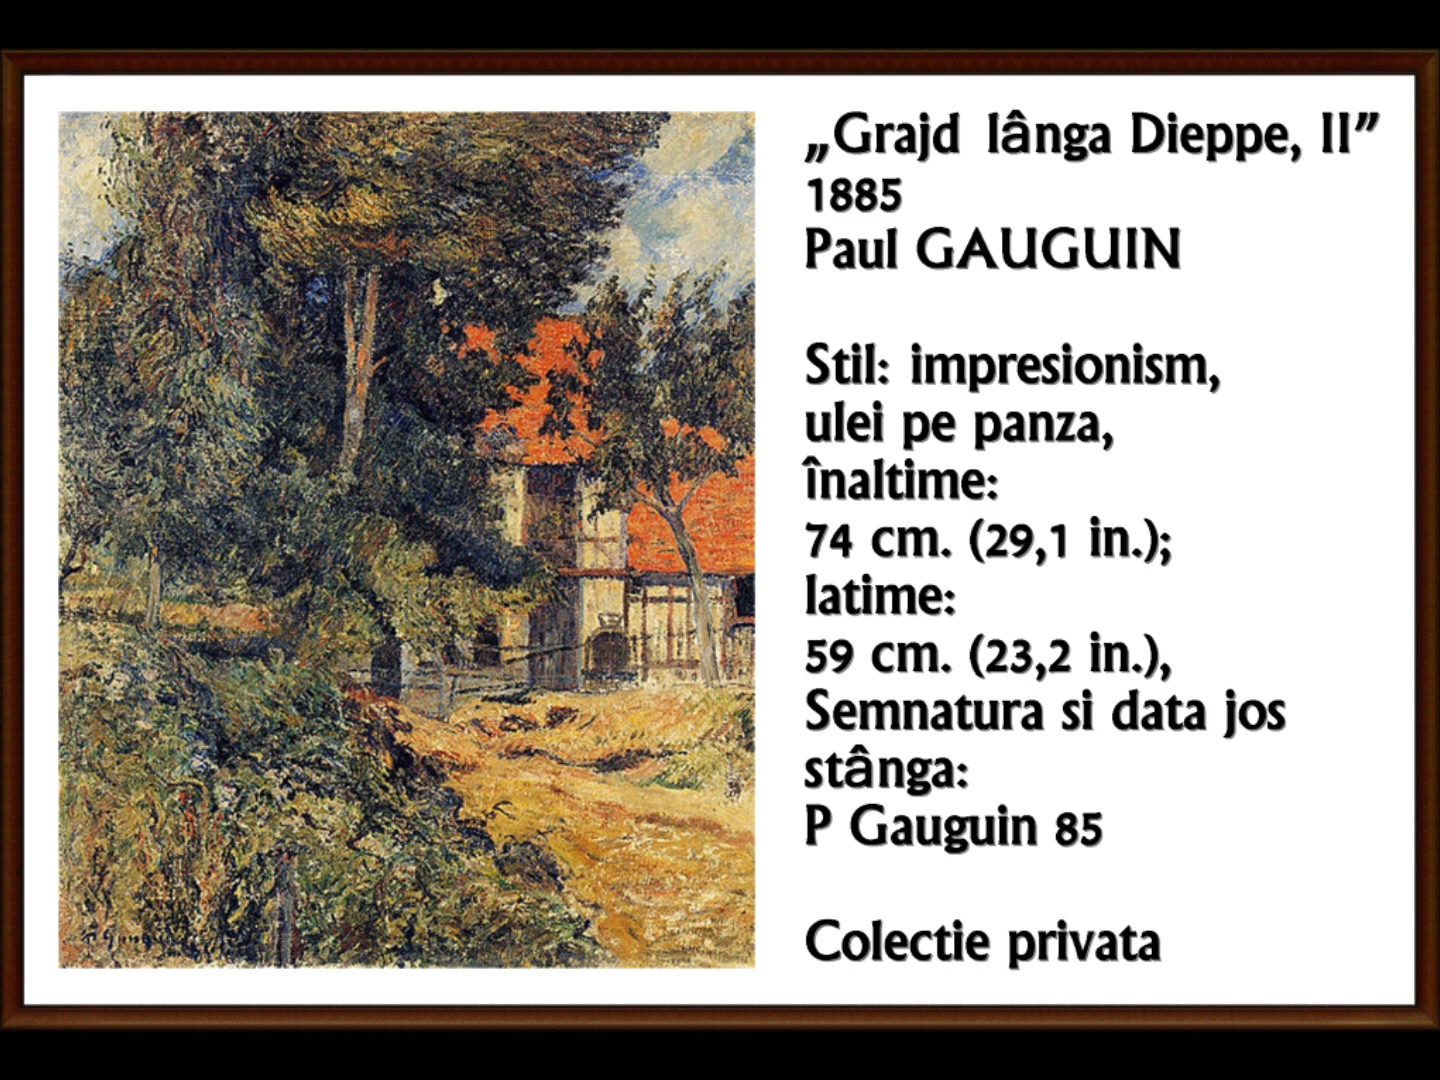 „Grajd lânga Dieppe, II”
1885
Paul GAUGUIN
Stil: impresionism,
ulei pe panza,
înaltime:
74 cm. (29,1 in.);
latime:
59 cm. (23,2 in.),
Semnatura si data jos
stânga:
P Gauguin 85
Colectie privata